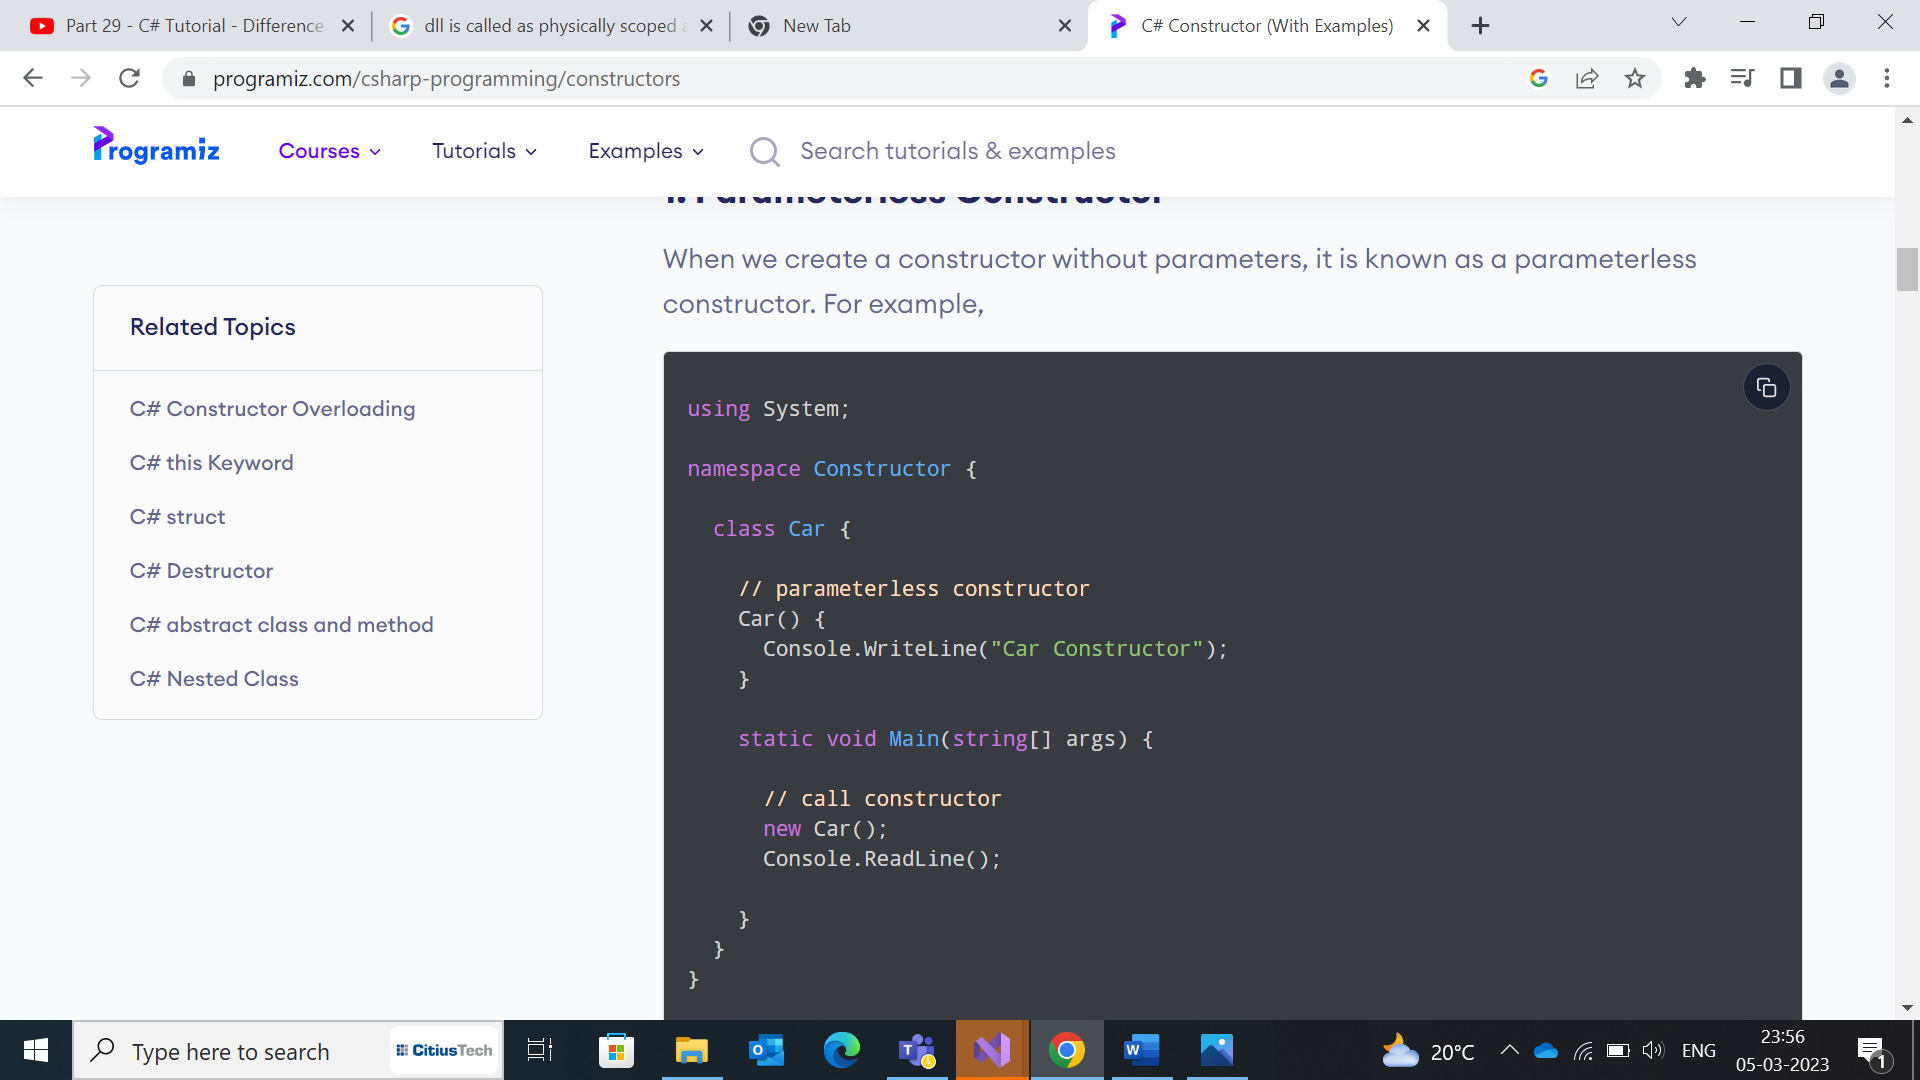 Part 29 - C# Tutorial - Difference
dll is called as physically scoped
New Tab
C# Constructor (With Examples)
programiz.com/csharp-programming/constructors
Programiz
Courses
Tutorials
Examples
Search tutorials & examples
1. Parameterless Constructor
When we create a constructor without parameters, it is known as a parameterless
constructor. For example,
Related Topics
C# Constructor Overloading
C# this Keyword
C# struct
C# Destructor
C# abstract class and method
C# Nested Class
using System;
namespace Constructor {
class Car {
// parameterless constructor
Car() {
Console.WriteLine("Car Constructor");
}
static void Main(string[] args) {
// call constructor
new Car();
Console.ReadLine();
}
}
}
Type here to search
CitiusTech
20°C
ENG
23:56
05-03-2023
1